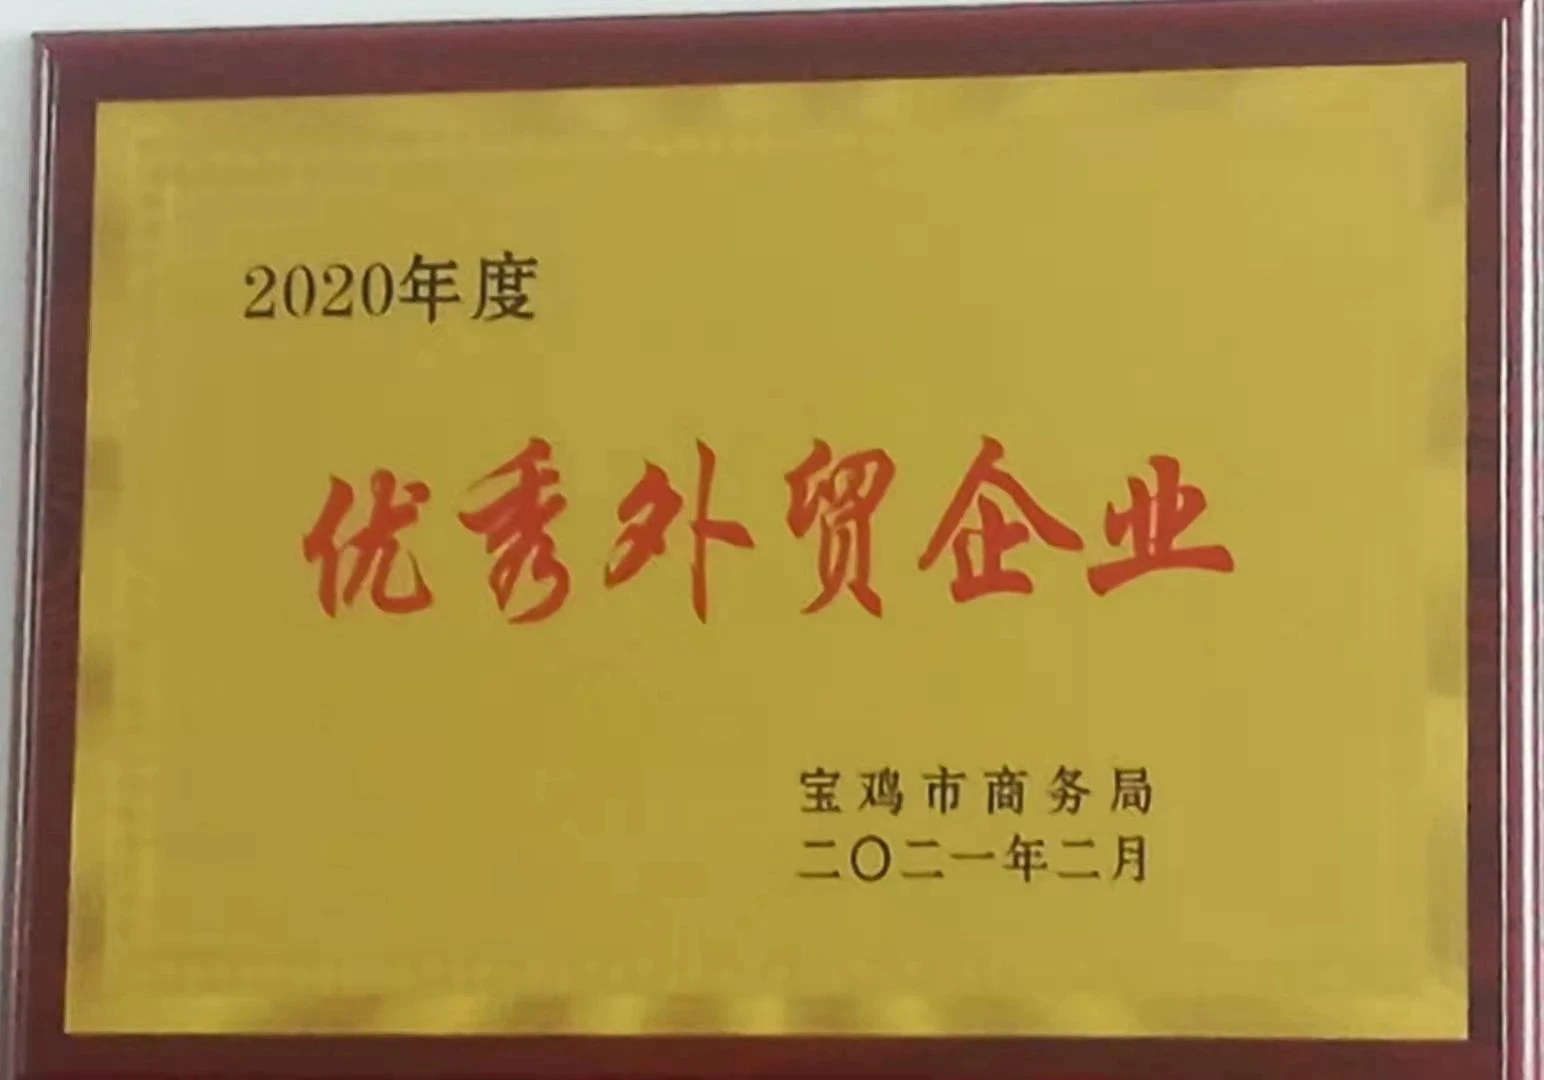 2020年度
优秀外贸企业
宝鸡市商务局
二〇二一年二月